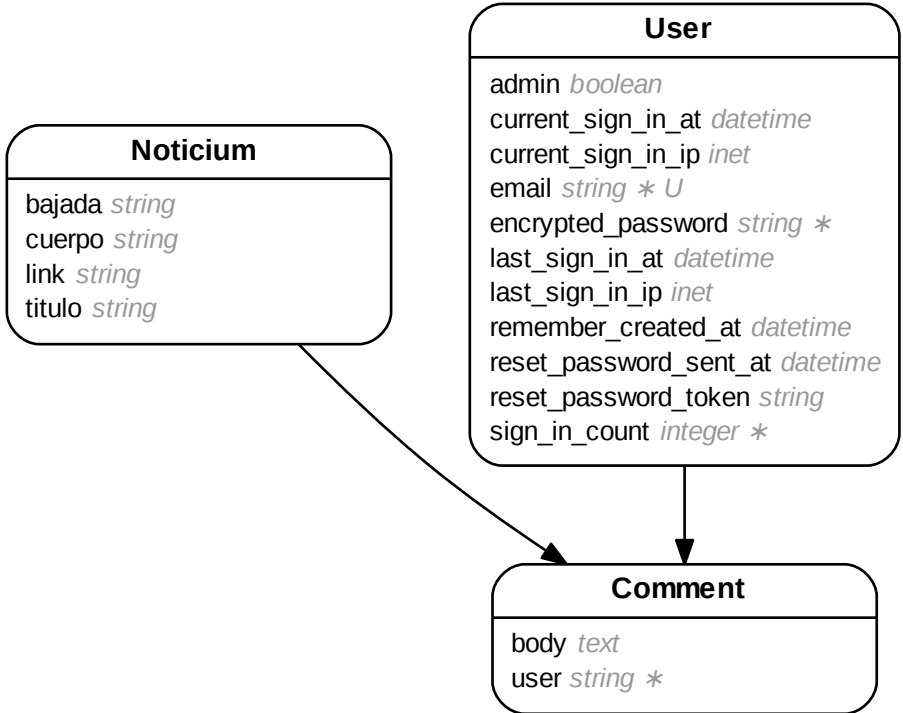 Noticium
bajada string
cuerpo string
link string
titulo string
User
admin boolean
current_sign_in_at datetime
current_sign_in_ip inet
email string ∗ U
encrypted_password string ∗
last_sign_in_at datetime
last_sign_in_ip inet
remember_created_at datetime
reset_password_sent_at datetime
reset_password_token string
sign_in_count integer ∗
Comment
body text
user string ∗